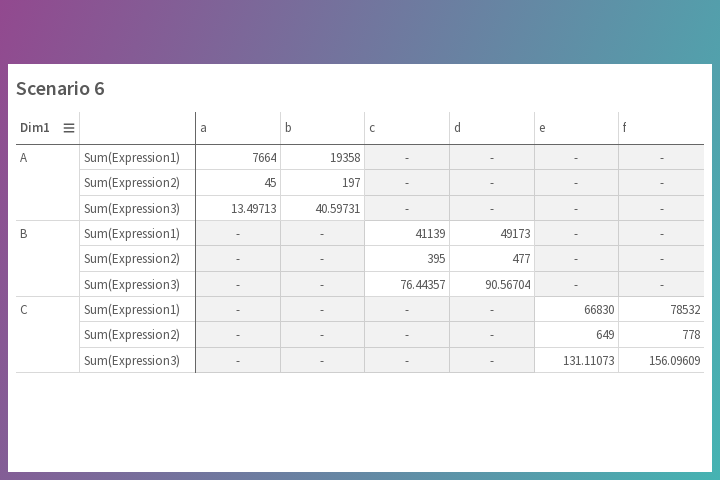 Scenario 6
Dim1 a b c d e f
A Sum(Expression1) 7664 19358 - - - -
Sum(Expression2) 45 197 - - - -
Sum(Expression3) 13.49713 40.59731 - - - -
B Sum(Expression1) - - 41139 49173 - -
Sum(Expression2) - - 395 477 - -
Sum(Expression3) - - 76.44357 90.56704 - -
C Sum(Expression1) - - - - 66830 78532
Sum(Expression2) - - - - 649 778
Sum(Expression3) - - - - 131.11073 156.09609